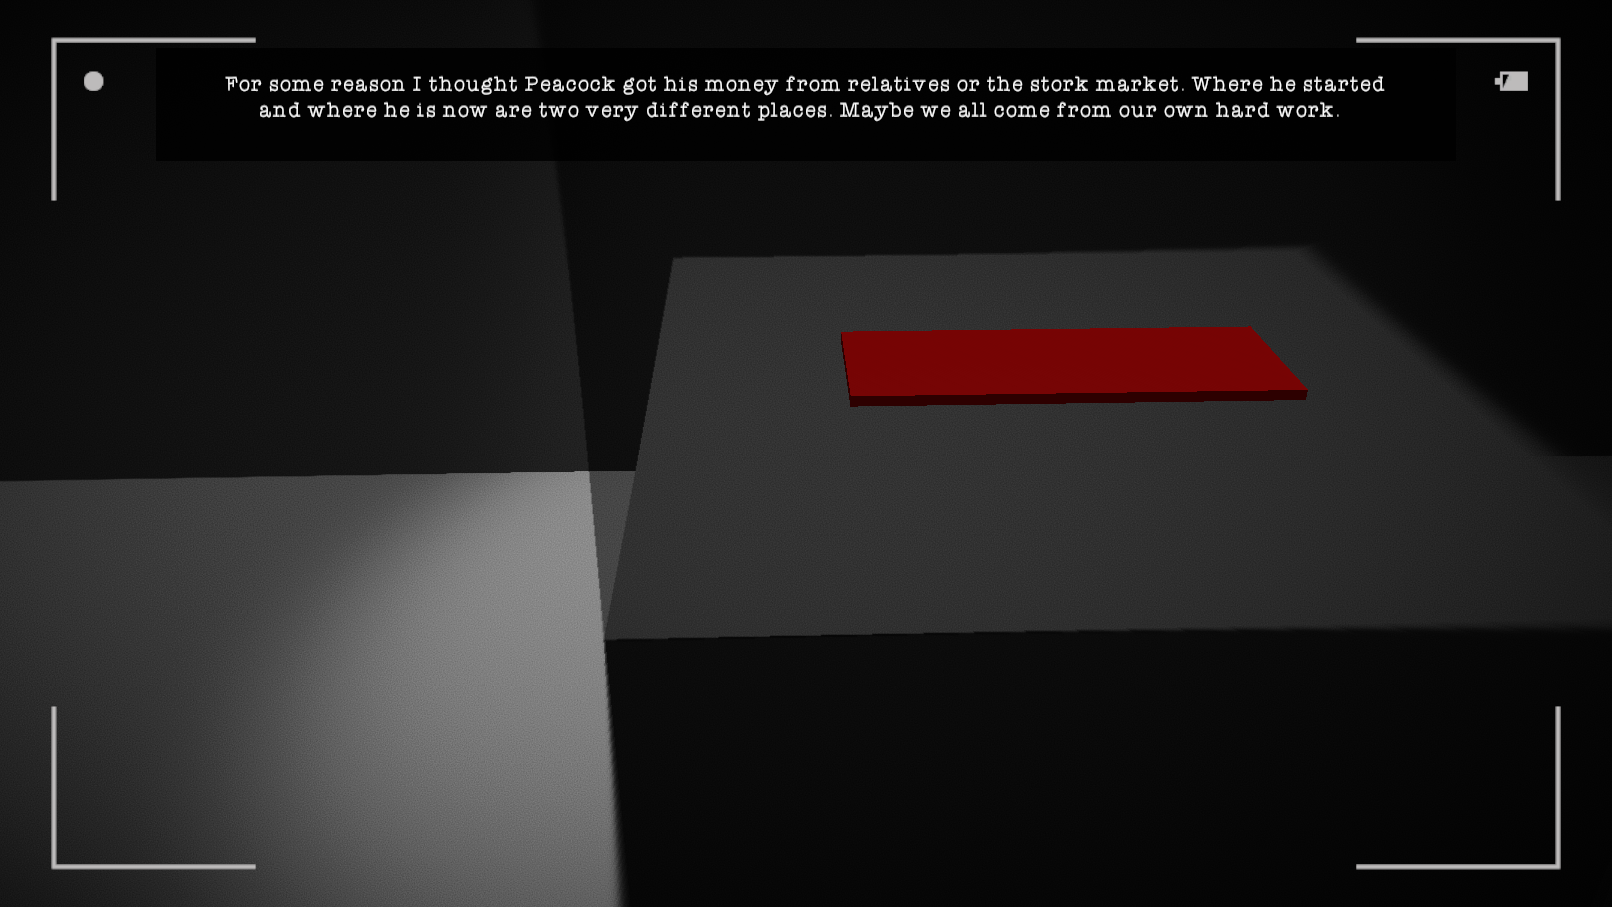 For some reason I thought Peacock got his money from relatives or the stork market. Where he started
and where he is now are two very different places. Maybe we all come from our own hard work.